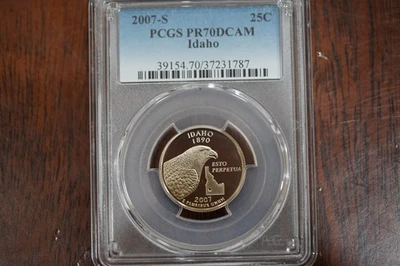 2007-S 25C
PCGS PR70DCAM
Idaho
39154.70/37231787
IDAHO
1890
ESTO
PERPETUA
2007
E PLURIBUS UNUM